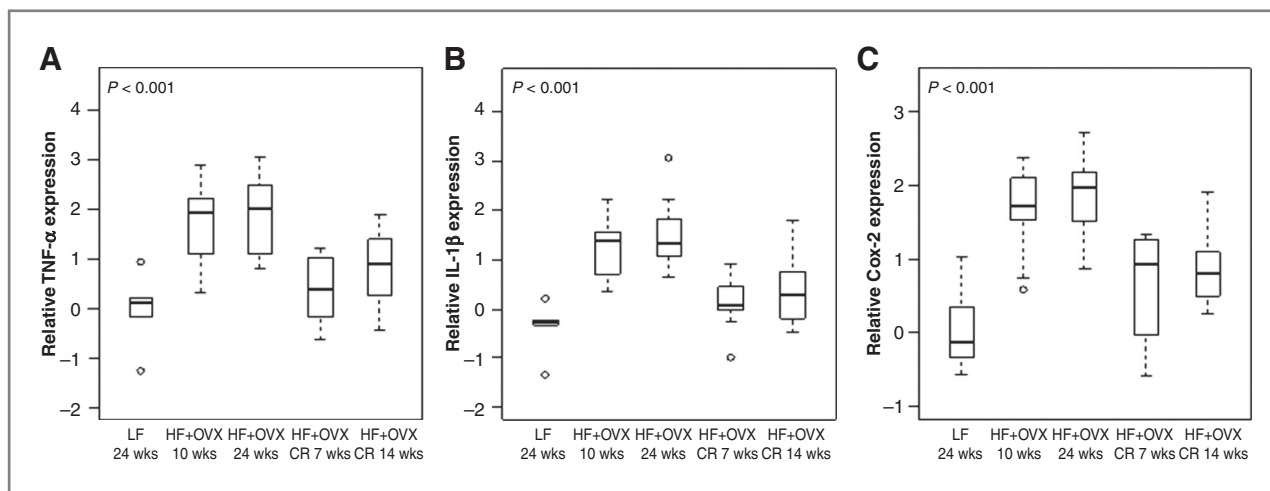 A
P < 0.001
Relative TNF-α expression
4
3
2
1
0
–1
–2
LF
24 wks
HF+OVX
10 wks
HF+OVX
24 wks
HF+OVX
CR 7 wks
HF+OVX
CR 14 wks
B
P < 0.001
Relative IL-1β expression
4
3
2
1
0
–1
–2
LF
24 wks
HF+OVX
10 wks
HF+OVX
24 wks
HF+OVX
CR 7 wks
HF+OVX
CR 14 wks
C
P < 0.001
Relative Cox-2 expression
3
2
1
0
–1
LF
24 wks
HF+OVX
10 wks
HF+OVX
24 wks
HF+OVX
CR 7 wks
HF+OVX
CR 14 wks